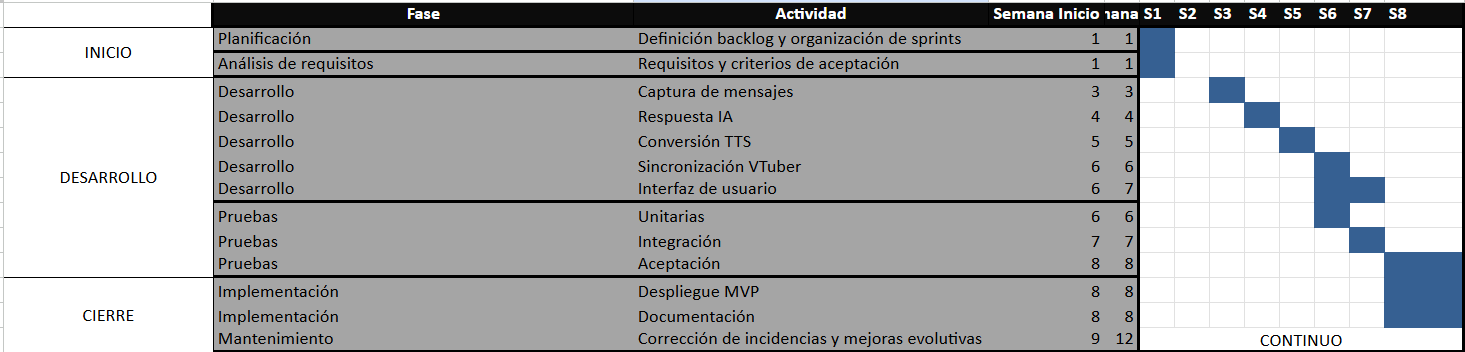 Fase Actividad Semana Inicio mana S1 S2 S3 S4 S5 S6 S7 S8
INICIO
Planificación Definición backlog y organización de sprints 1 1
Análisis de requisitos Requisitos y criterios de aceptación 1 1
DESARROLLO
Desarrollo Captura de mensajes 3 3
Desarrollo Respuesta IA 4 4
Desarrollo Conversión TTS 5 5
Desarrollo Sincronización VTuber 6 6
Desarrollo Interfaz de usuario 6 7
Pruebas Unitarias 6 6
Pruebas Integración 7 7
Pruebas Aceptación 8 8
CIERRE
Implementación Despliegue MVP 8 8
Implementación Documentación 8 8
Mantenimiento Corrección de incidencias y mejoras evolutivas 9 12 CONTINUO